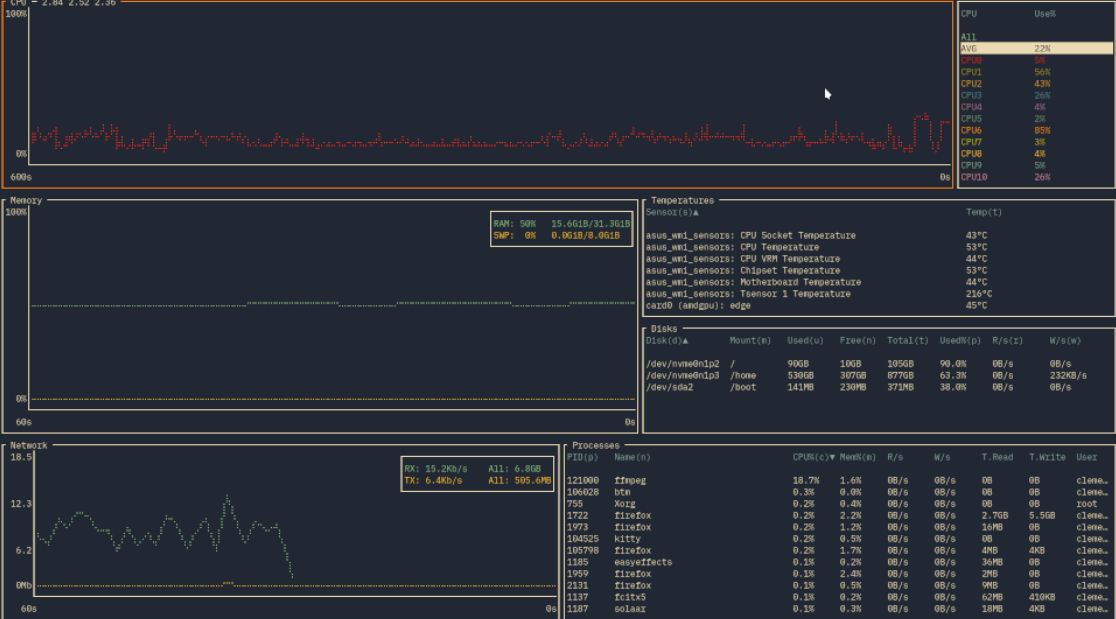 CPU — 2.84 2.52 2.36
100%
0%
600s 0s
CPU Use%
All
AVG 22%
CPU0 5%
CPU1 56%
CPU2 43%
CPU3 26%
CPU4 4%
CPU5 2%
CPU6 85%
CPU7 3%
CPU8 4%
CPU9 5%
CPU10 26%
Memory
100%
RAM: 50% 15.6GiB/31.3GiB
SWP: 0% 0.0GiB/8.0GiB
0%
60s 0s
Temperatures
Sensor(s)▲ Temp(t)
asus_wmi_sensors: CPU Socket Temperature 43°C
asus_wmi_sensors: CPU Temperature 53°C
asus_wmi_sensors: CPU VRM Temperature 44°C
asus_wmi_sensors: Chipset Temperature 53°C
asus_wmi_sensors: Motherboard Temperature 44°C
asus_wmi_sensors: Tsensor 1 Temperature 216°C
card0 (amdgpu): edge 45°C
Disks
Disk(d)▲ Mount(m) Used(u) Free(n) Total(t) Used%(p) R/s(r) W/s(w)
/dev/nvme0n1p2 / 90GB 10GB 105GB 90.0% 0B/s 0B/s
/dev/nvme0n1p3 /home 530GB 307GB 877GB 63.3% 0B/s 232KB/s
/dev/sda2 /boot 141MB 230MB 371MB 38.0% 0B/s 0B/s
Network
18.5
RX: 15.2Kb/s All: 6.8GB
TX: 6.4Kb/s All: 505.6MB
12.3
6.2
0Mb
60s 0s
Processes
PID(p) Name(n) CPU%(c)▼ Mem%(m) R/s W/s T.Read T.Write User
121000 ffmpeg 18.7% 1.6% 0B/s 0B/s 0B 0B cleme…
106028 btm 0.3% 0.0% 0B/s 0B/s 0B 0B cleme…
755 Xorg 0.2% 0.4% 0B/s 0B/s 0B 0B root
1722 firefox 0.2% 2.2% 0B/s 0B/s 2.7GB 5.5GB cleme…
1973 firefox 0.2% 1.2% 0B/s 0B/s 16MB 0B cleme…
104525 kitty 0.2% 0.5% 0B/s 0B/s 0B 0B cleme…
105798 firefox 0.2% 1.7% 0B/s 0B/s 4MB 4KB cleme…
1185 easyeffects 0.1% 0.2% 0B/s 0B/s 36MB 0B cleme…
1959 firefox 0.1% 2.4% 0B/s 0B/s 2MB 0B cleme…
2131 firefox 0.1% 0.5% 0B/s 0B/s 9MB 0B cleme…
1137 fcitx5 0.1% 0.2% 0B/s 0B/s 62MB 410KB cleme…
1187 solaar 0.1% 0.3% 0B/s 0B/s 18MB 4KB cleme…